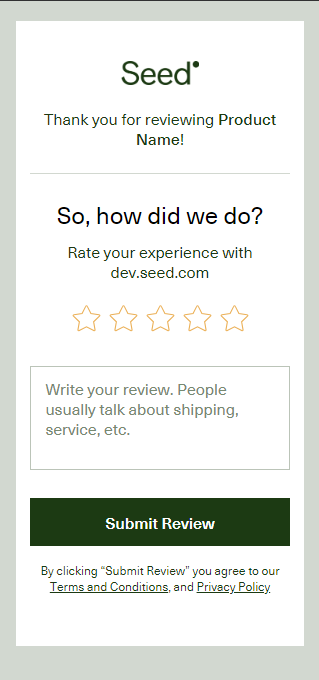 Seed
Thank you for reviewing Product
Name!
So, how did we do?
Rate your experience with
dev.seed.com
Write your review. People
usually talk about shipping,
service, etc.
Submit Review
By clicking “Submit Review” you agree to our
Terms and Conditions, and Privacy Policy